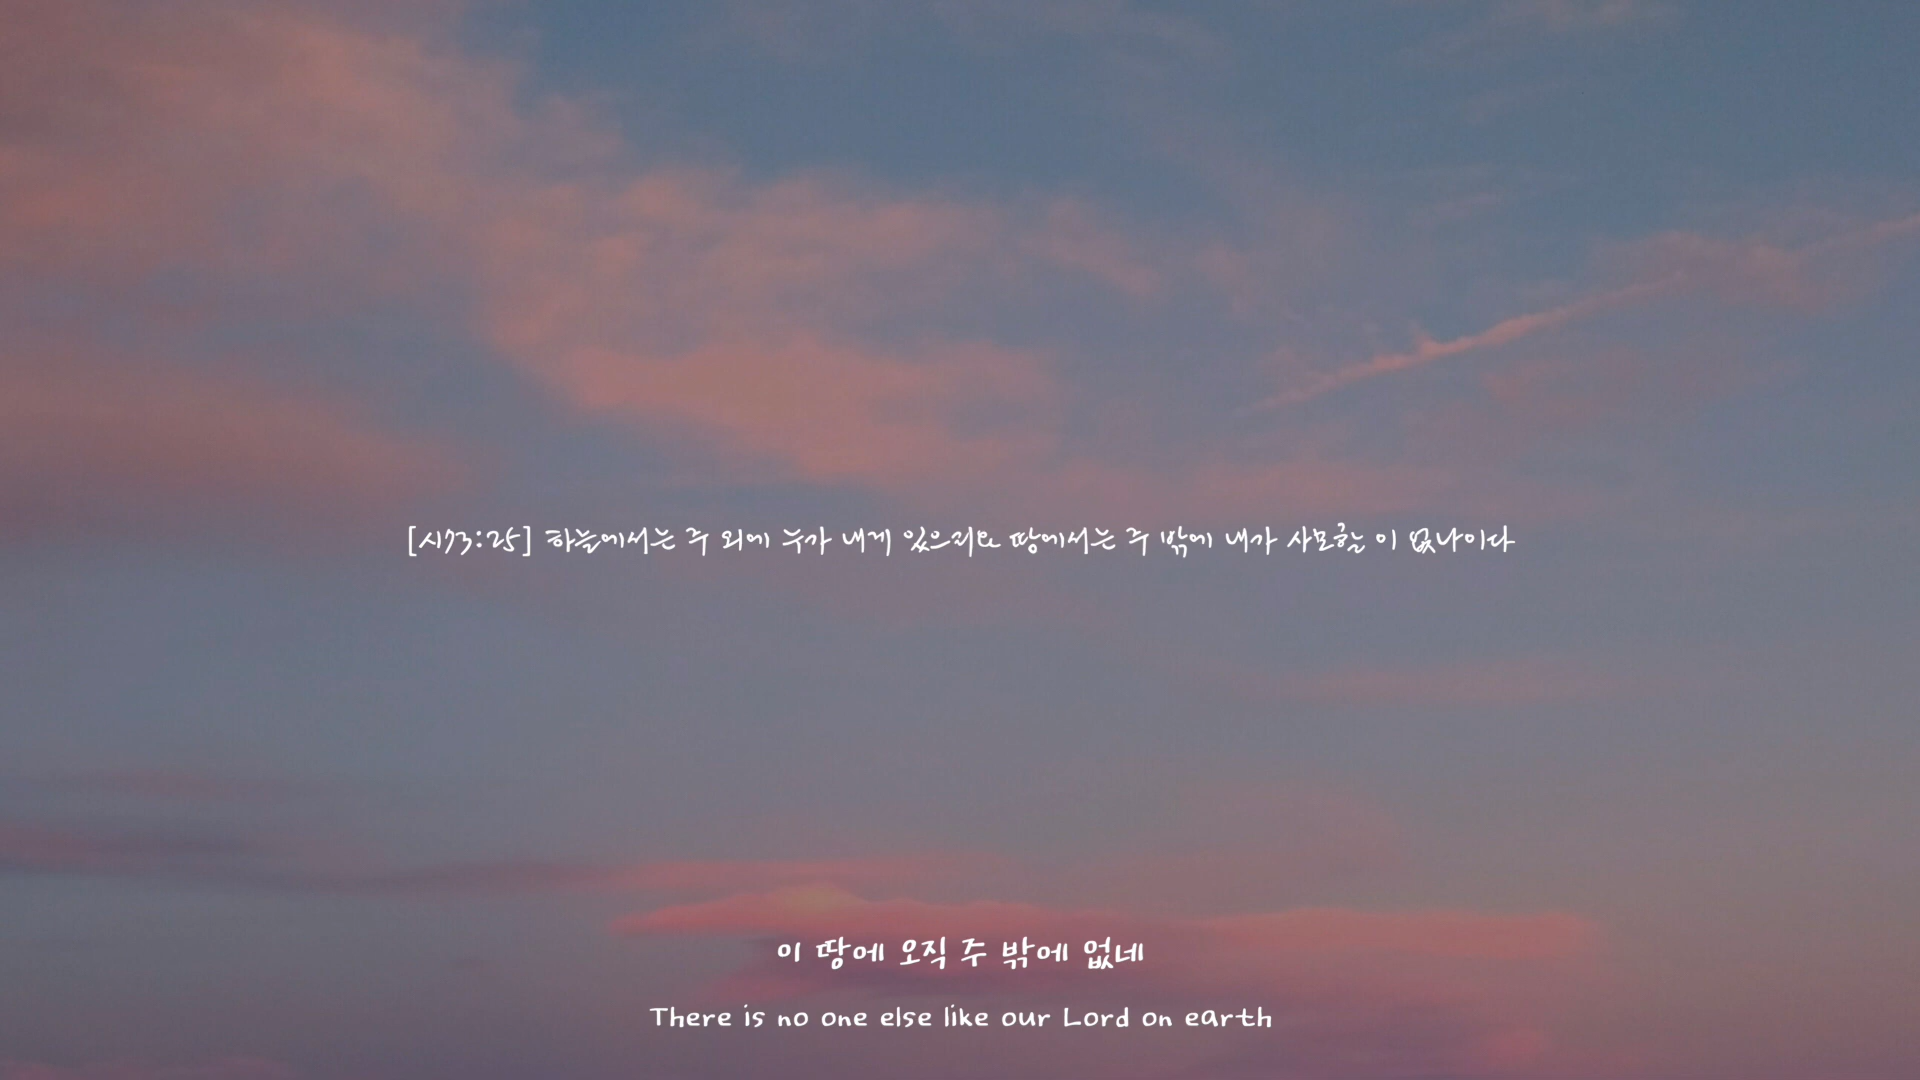 [시73:25] 하늘에서는 주 외에 누가 내게 있으리요 땅에서는 주 밖에 내가 사모할 이 없나이다
이 땅에 오직 주 밖에 없네
There is no one else like our Lord on earth